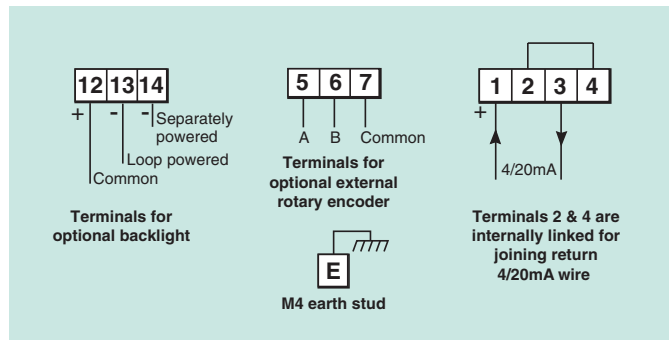 12 13 14
+ - -
Separately
powered
Loop powered
Common
Terminals for
optional backlight
5 6 7
A B Common
Terminals for
optional external
rotary encoder
E
M4 earth stud
1 2 3 4
+
4/20mA
Terminals 2 & 4 are
internally linked for
joining return
4/20mA wire